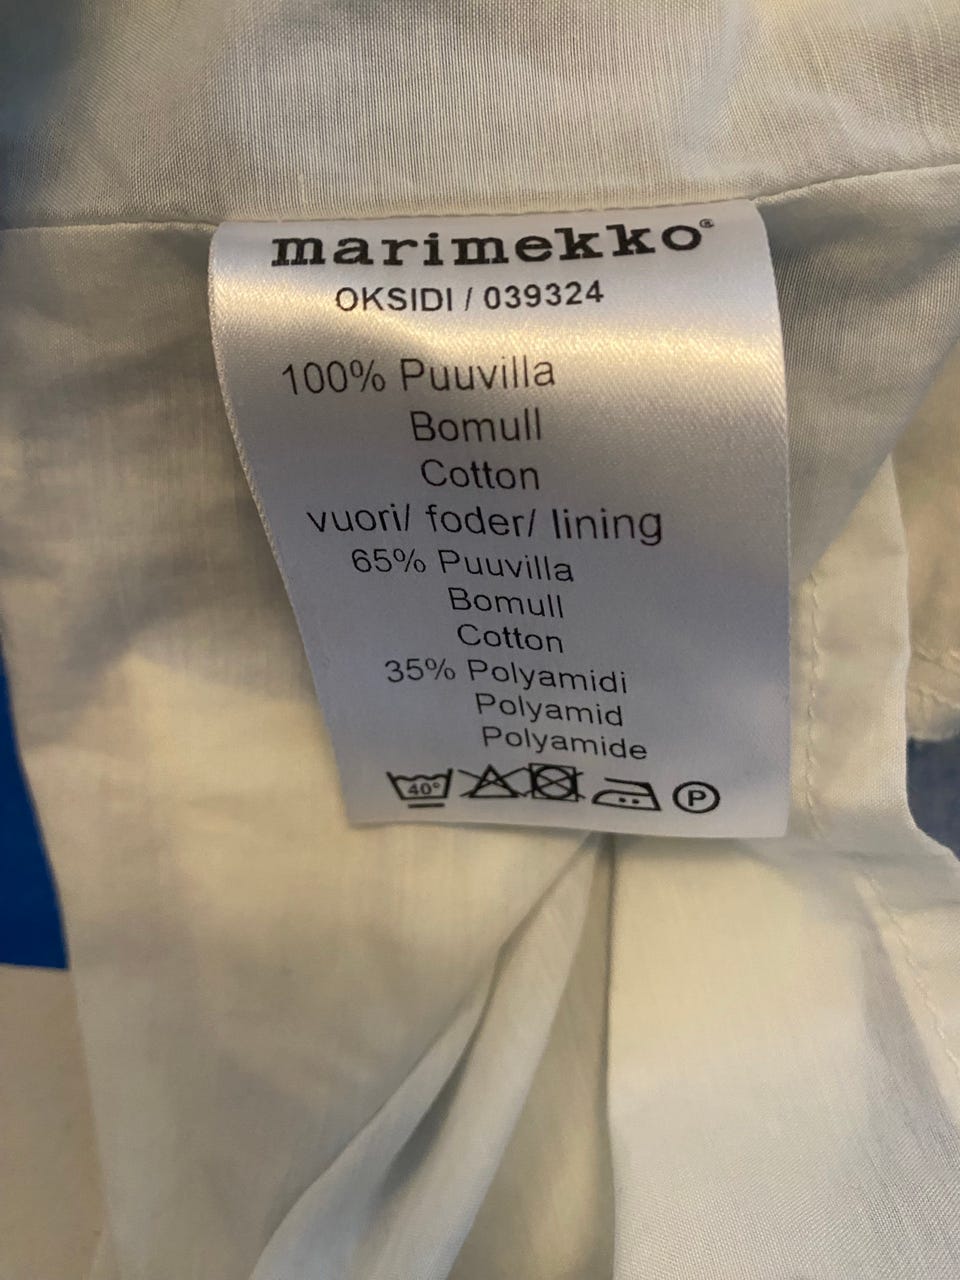 marimekko®
OKSIDI / 039324
100% Puuvilla
Bomull
Cotton
vuori/ foder/ lining
65% Puuvilla
Bomull
Cotton
35% Polyamidi
Polyamid
Polyamide
40° P